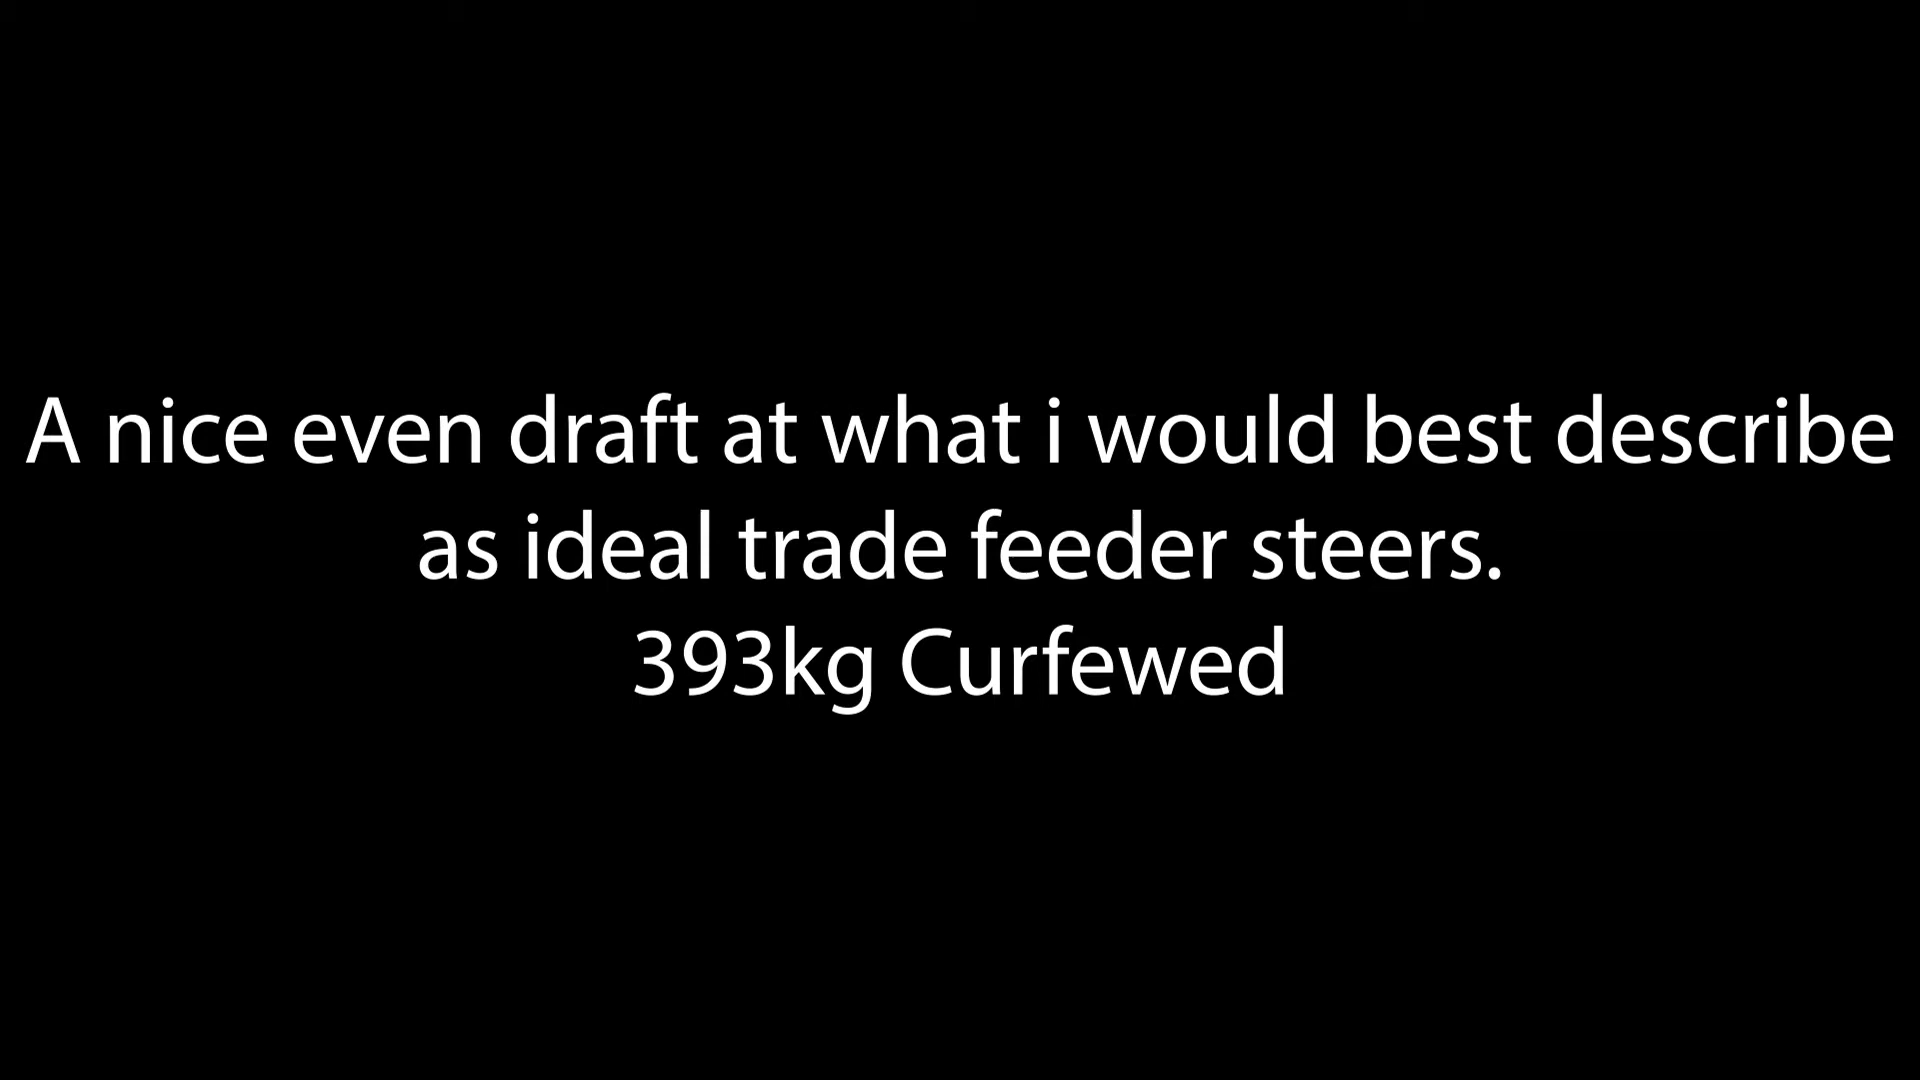 A nice even draft at what i would best describe
as ideal trade feeder steers.
393kg Curfewed